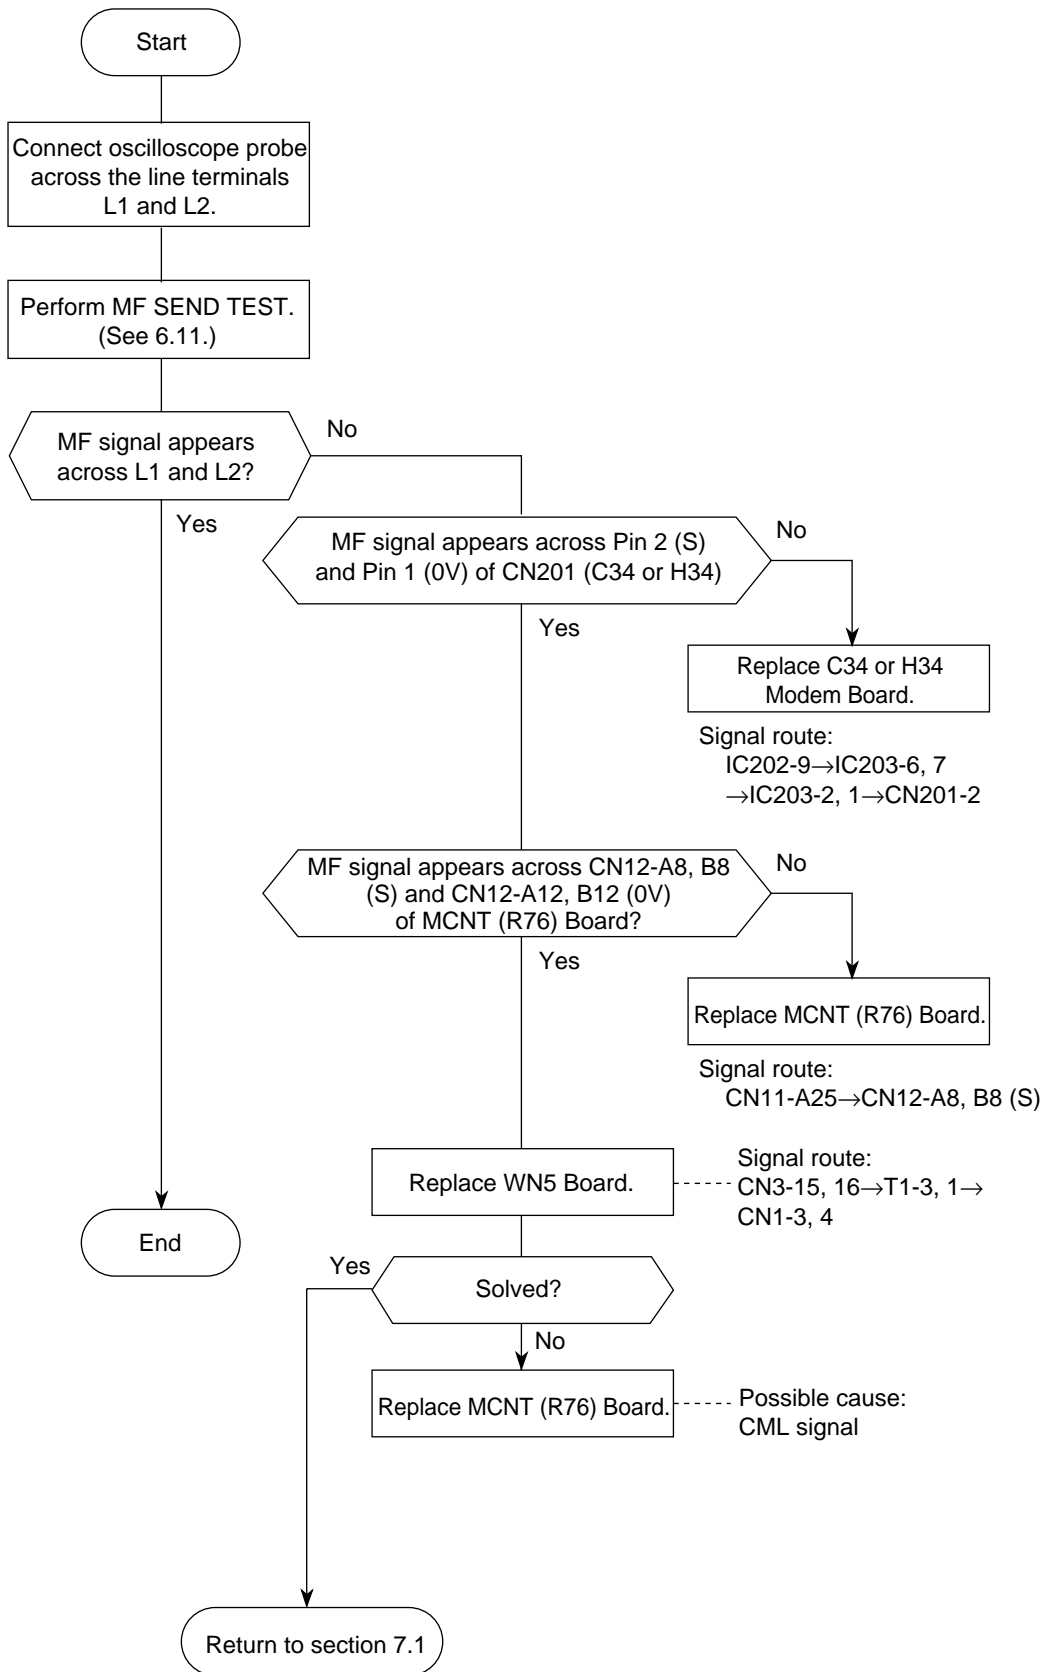 Start
Connect oscilloscope probe
across the line terminals
L1 and L2.
Perform MF SEND TEST.
(See 6.11.)
MF signal appears
across L1 and L2?
No
Yes
MF signal appears across Pin 2 (S)
and Pin 1 (0V) of CN201 (C34 or H34)
No
Yes
Replace C34 or H34
Modem Board.
Signal route:
IC202-9→IC203-6, 7
→IC203-2, 1→CN201-2
MF signal appears across CN12-A8, B8
(S) and CN12-A12, B12 (0V)
of MCNT (R76) Board?
No
Yes
Replace MCNT (R76) Board.
Signal route:
CN11-A25→CN12-A8, B8 (S)
Replace WN5 Board.
Signal route:
CN3-15, 16→T1-3, 1→
CN1-3, 4
End
Yes
Solved?
No
Replace MCNT (R76) Board.
Possible cause:
CML signal
Return to section 7.1